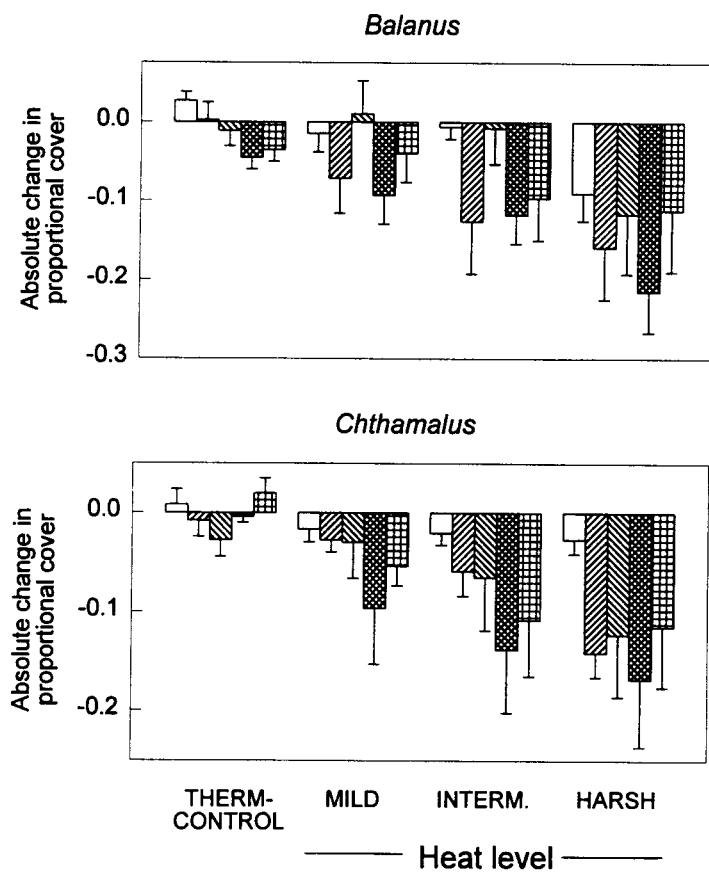 Balanus
Absolute change in
proportional cover
0.0
-0.1
-0.2
-0.3
Chthamalus
Absolute change in
proportional cover
0.0
-0.1
-0.2
THERM-
CONTROL
MILD
INTERM.
HARSH
Heat level